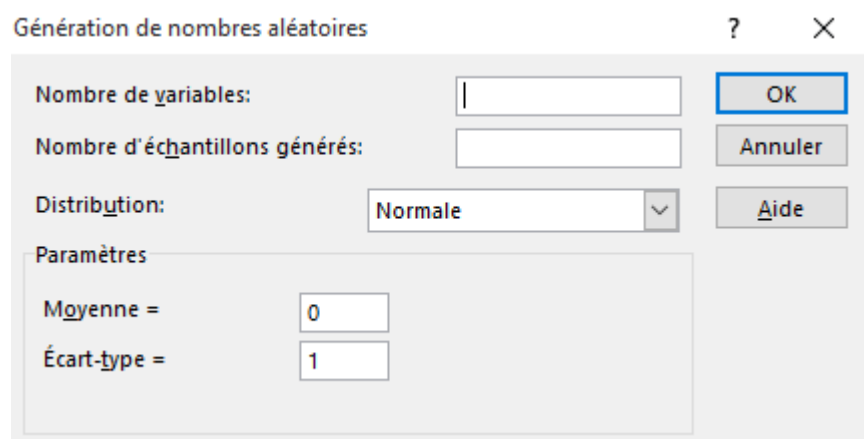 Génération de nombres aléatoires ? ×
Nombre de variables: OK
Nombre d'échantillons générés: Annuler
Distribution: Normale Aide
Paramètres
Moyenne = 0
Écart-type = 1